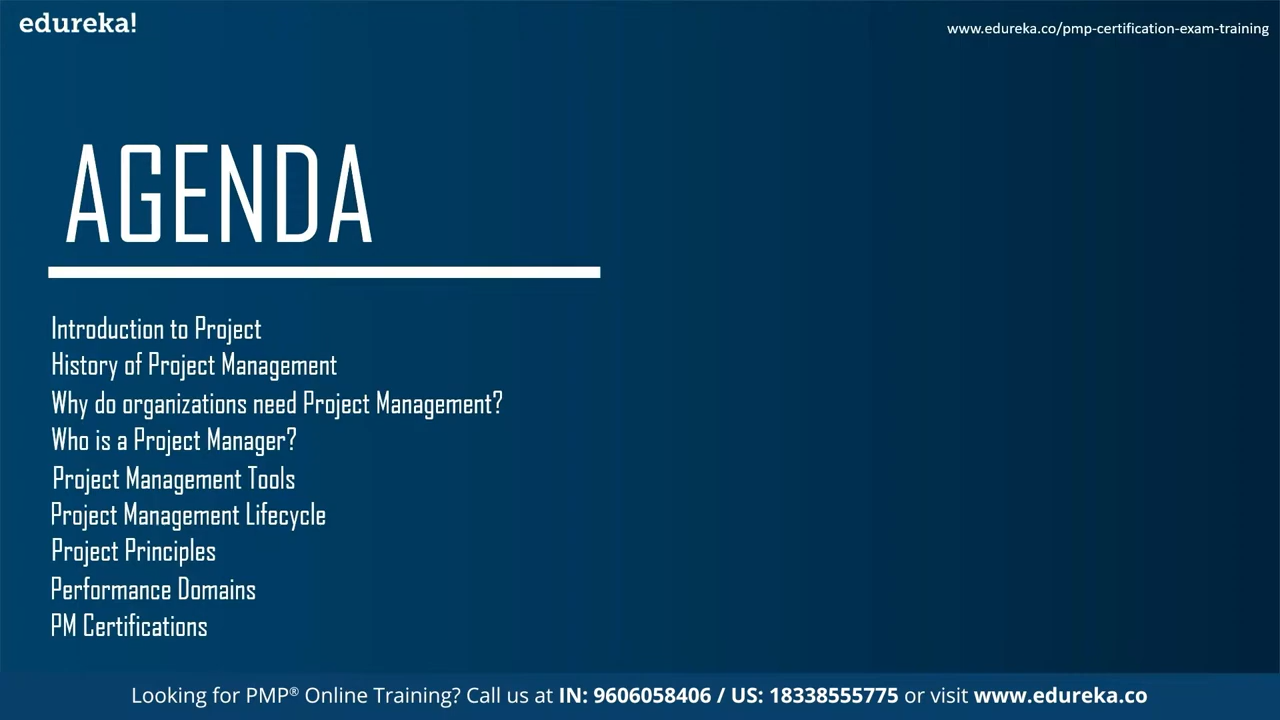 edureka!
www.edureka.co/pmp-certification-exam-training
AGENDA
Introduction to Project
History of Project Management
Why do organizations need Project Management?
Who is a Project Manager?
Project Management Tools
Project Management Lifecycle
Project Principles
Performance Domains
PM Certifications
Looking for PMP® Online Training? Call us at IN: 9606058406 / US: 18338555775 or visit www.edureka.co